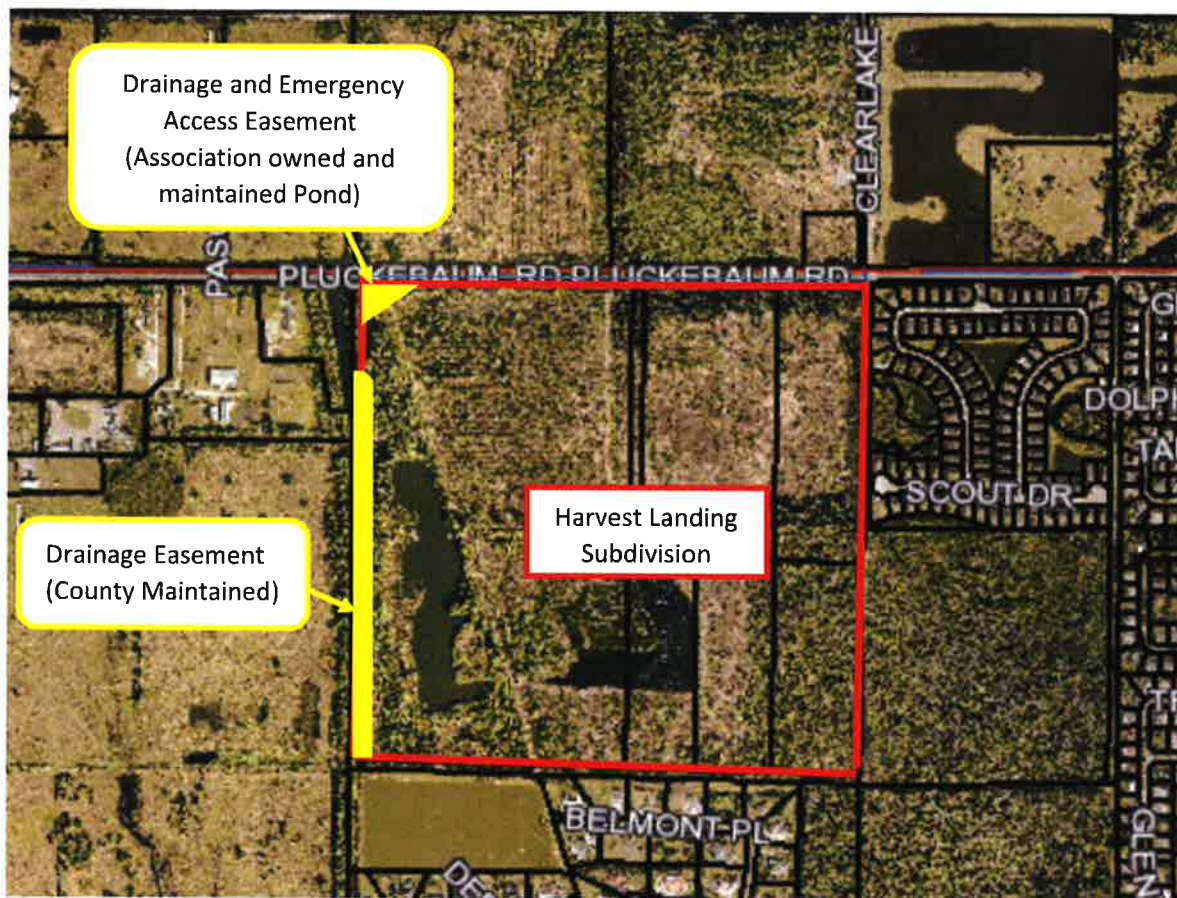 Drainage and Emergency
Access Easement
(Association owned and
maintained Pond)
CLEARLAKE
PLUCKEBAUM RD PLUCKEBAUM RD
SCOUT DR
Harvest Landing
Subdivision
Drainage Easement
(County Maintained)
BELMONT PL